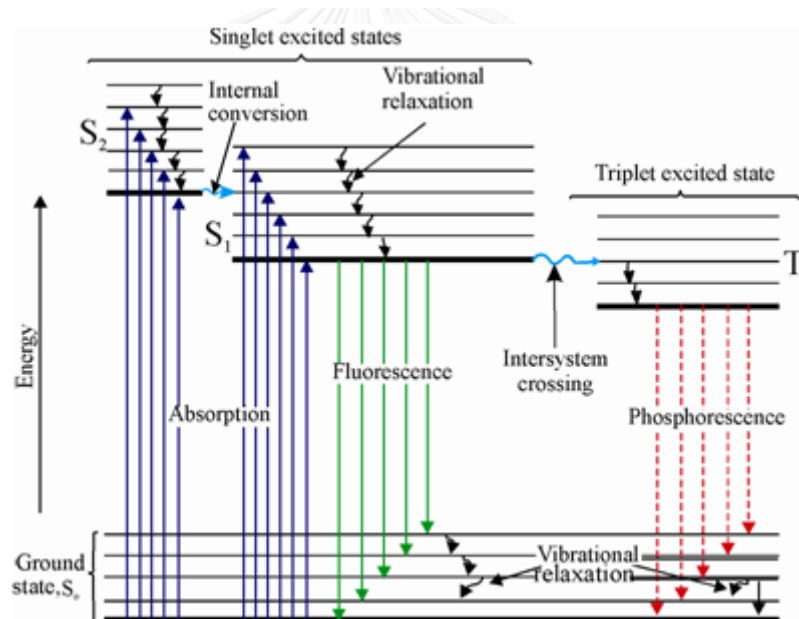 Singlet excited states
Internal
conversion
Vibrational
relaxation
S2
Triplet excited state
S1
T
Energy
Absorption
Fluorescence
Intersystem
crossing
Phosphorescence
Ground
state,S₀
Vibrational
relaxation